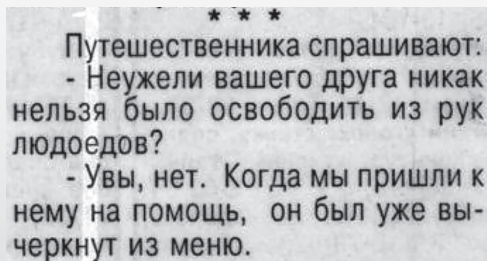 * * *
Путешественника спрашивают:
- Неужели вашего друга никак
нельзя было освободить из рук
людоедов?
- Увы, нет. Когда мы пришли к
нему на помощь, он был уже вы-
черкнут из меню.